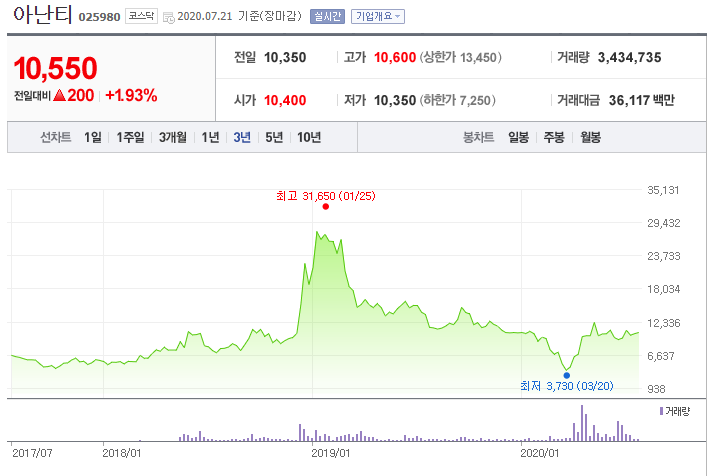 아난티 025980 코스닥 2020.07.21 기준(장마감) 실시간 기업개요
10,550
전일대비 200 +1.93%
전일 10,350 고가 10,600 (상한가 13,450) 거래량 3,434,735
시가 10,400 저가 10,350 (하한가 7,250) 거래대금 36,117 백만
선차트 1일 1주일 3개월 1년 3년 5년 10년 봉차트 일봉 주봉 월봉
최고 31,650 (01/25)
35,131
29,432
23,733
18,034
12,336
6,637
938
최저 3,730 (03/20)
거래량
2017/07 2018/01 2019/01 2020/01